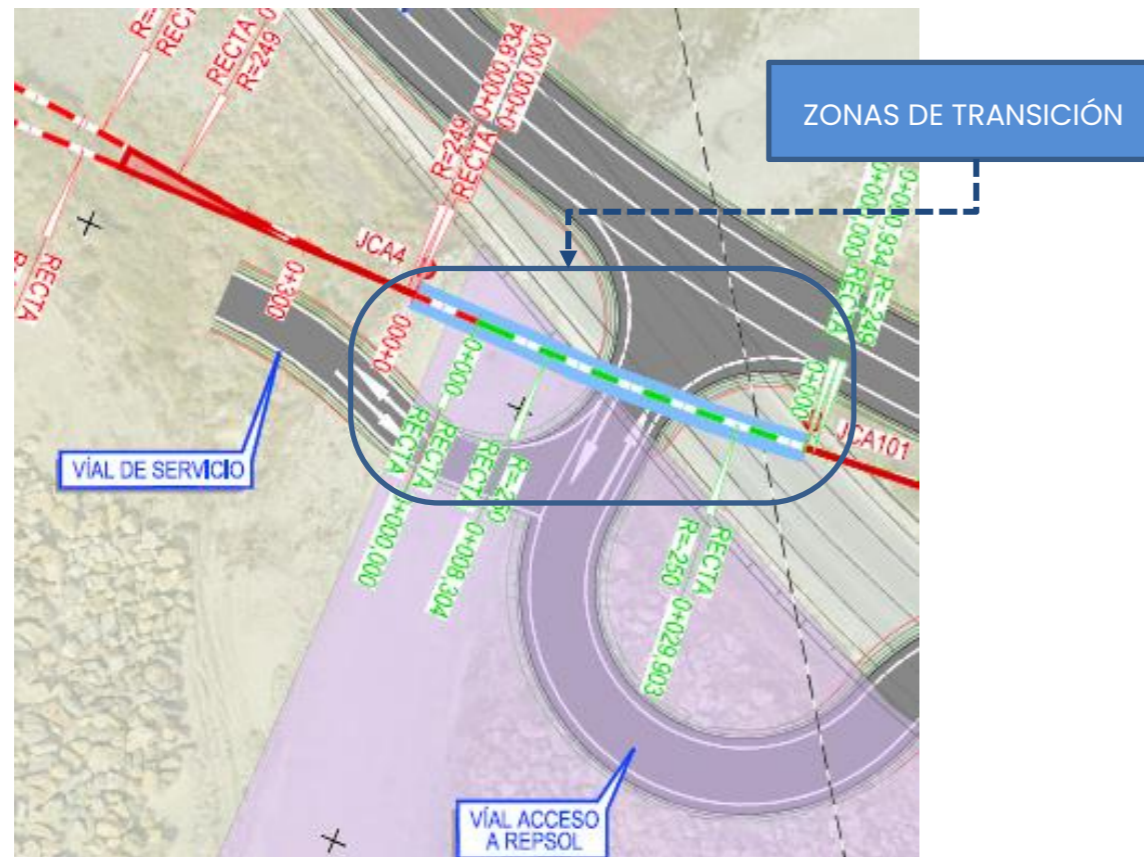 RECTA
R=249
RECTA
R=249
RECTA
0+000,934
0+000,000
ZONAS DE TRANSICIÓN
0+000,934 R=249
0+000,000 RECTA
JCA4
0+300
0+000
RECTA
0+000
0+000
JCA101
VÍAL DE SERVICIO
RECTA
RECTA 0+000,000
RECTA
R=-250 0+008,304
RECTA
R=-250 0+029,903
VÍAL ACCESO
A REPSOL